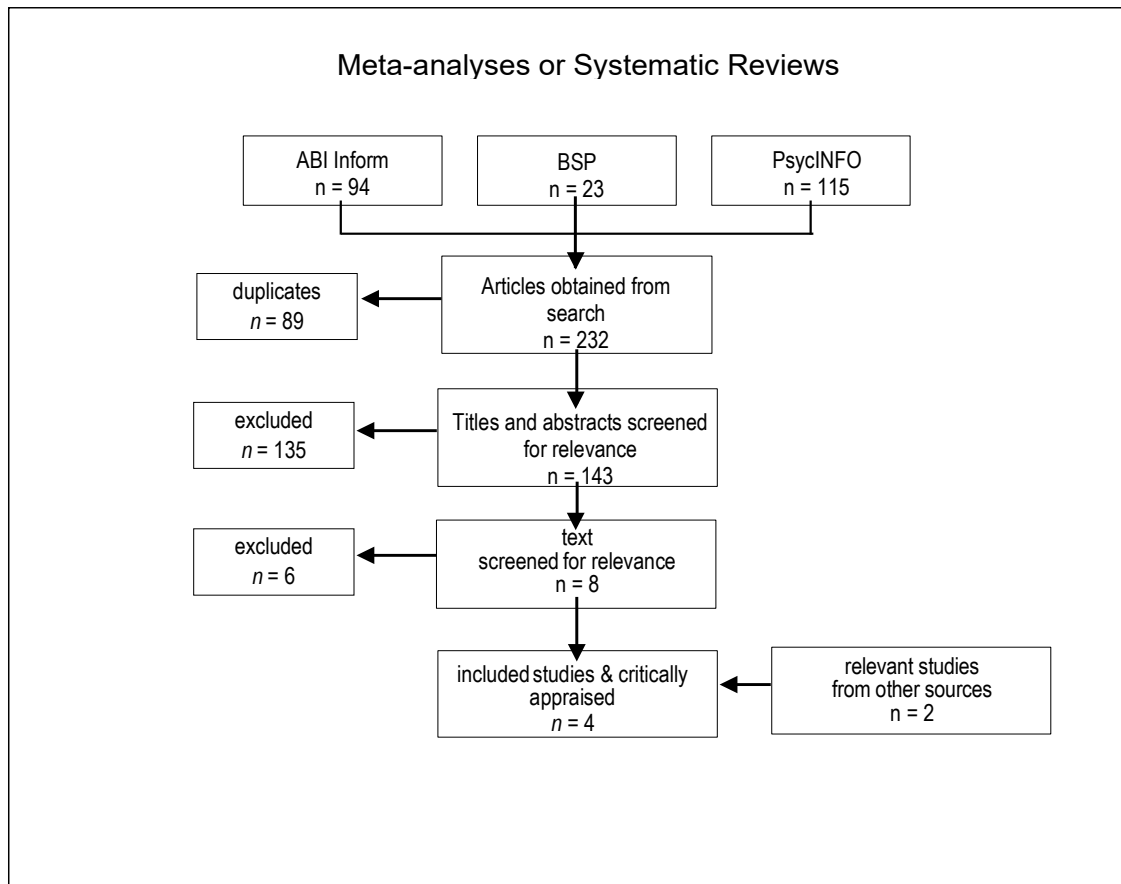 Meta-analyses or Systematic Reviews
ABI Inform
n = 94
BSP
n = 23
PsycINFO
n = 115
Articles obtained from
search
n = 232
duplicates
n = 89
Titles and abstracts screened
for relevance
n = 143
excluded
n = 135
text
screened for relevance
n = 8
excluded
n = 6
included studies & critically
appraised
n = 4
relevant studies
from other sources
n = 2